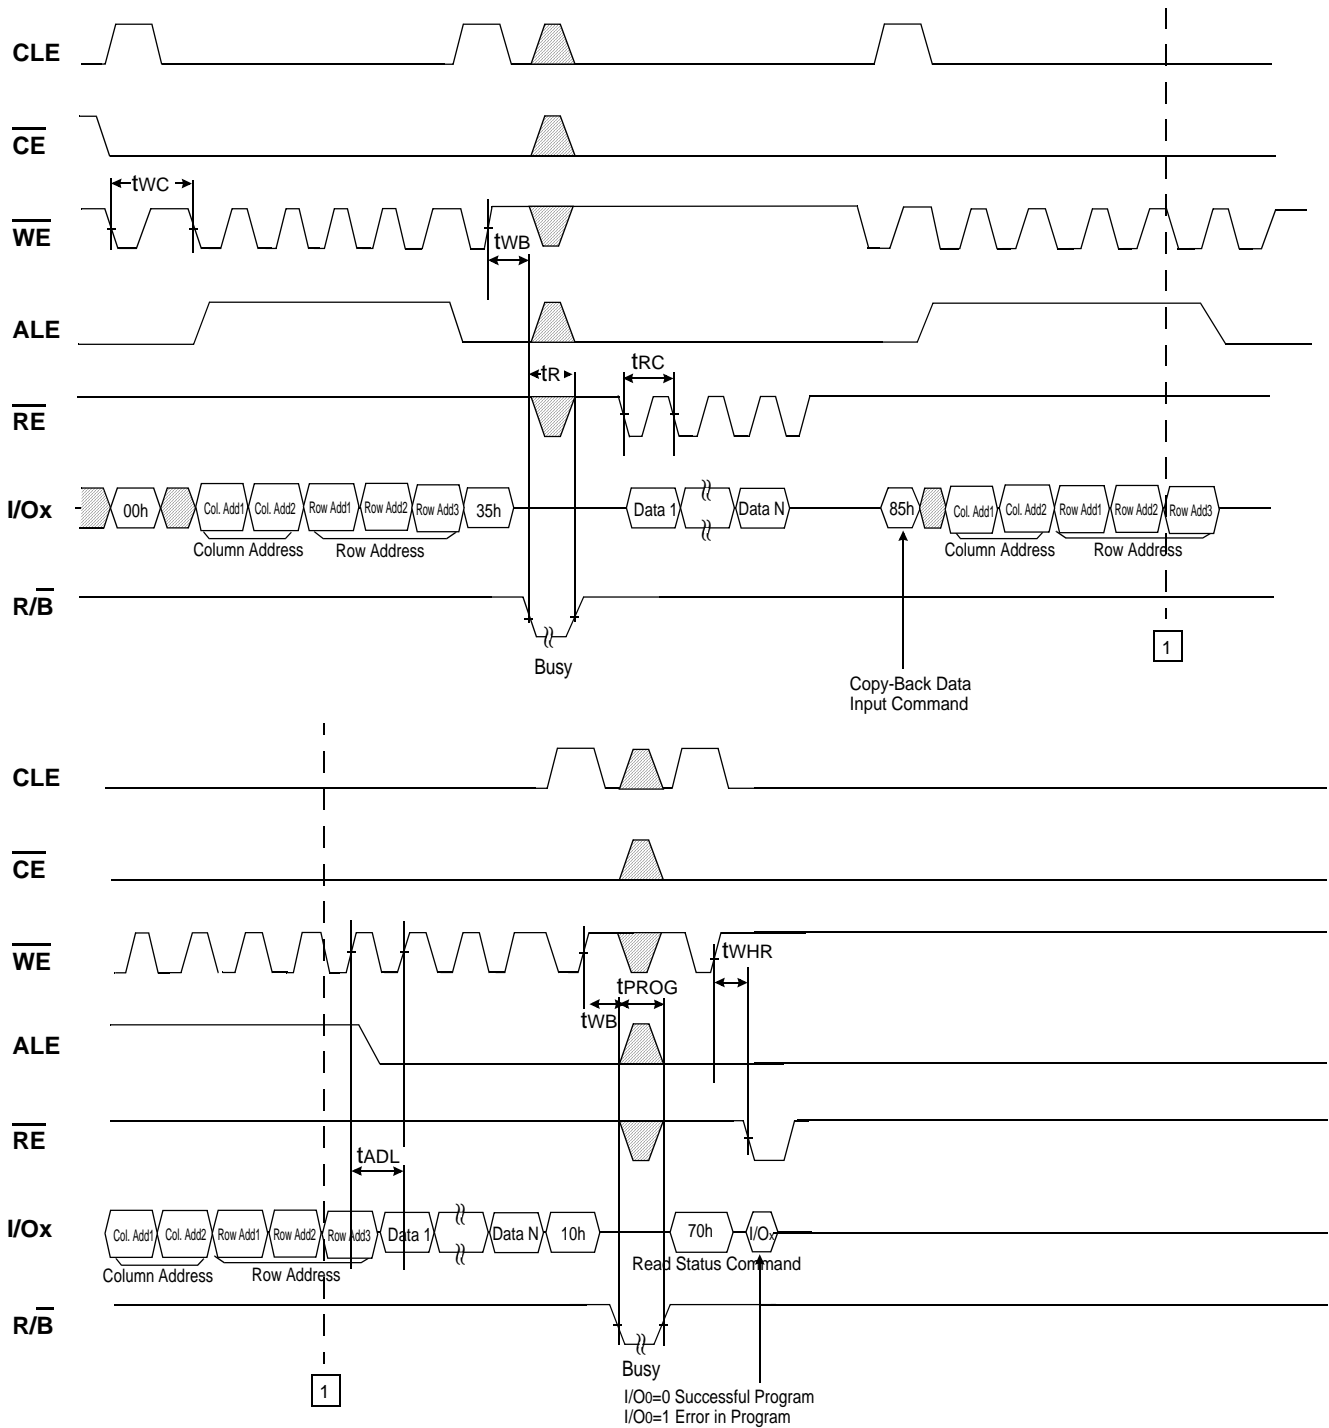 CLE
CE
tWC
WE
tWB
ALE
tR
tRC
RE
I/Ox 00h Col. Add1 Col. Add2 Row Add1 Row Add2 Row Add3 35h Data 1 Data N 85h Col. Add1 Col. Add2 Row Add1 Row Add2 Row Add3
Column Address Row Address Column Address Row Address
R/B
Busy
1
Copy-Back Data
Input Command
CLE
CE
WE
tWHR
tPROG
tWB
ALE
RE
tADL
I/Ox Col. Add1 Col. Add2 Row Add1 Row Add2 Row Add3 Data 1 Data N 10h 70h I/Ox
Column Address Row Address Read Status Command
R/B
Busy
1
I/O0=0 Successful Program
I/O0=1 Error in Program